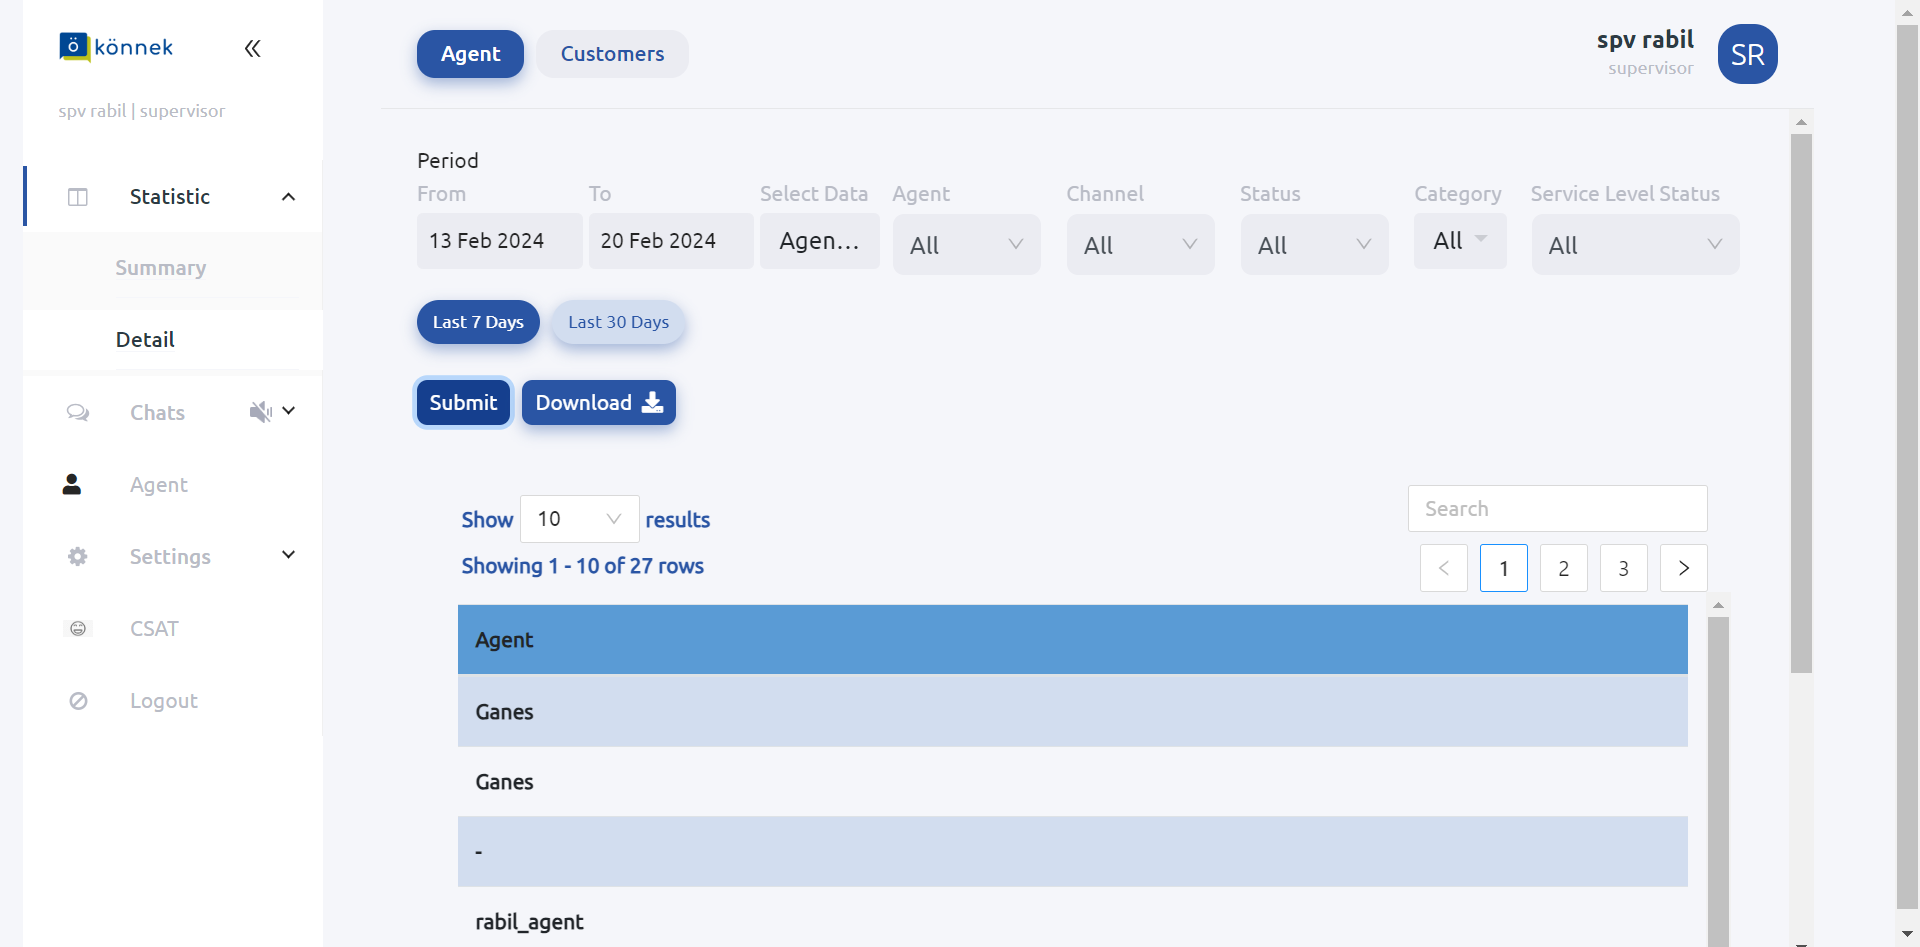 ö könnek
spv rabil | supervisor
Statistic
Summary
Detail
Chats
Agent
Settings
CSAT
Logout
Agent
Customers
spv rabil
supervisor
SR
Period
From
To
Select Data
Agent
Channel
Status
Category
Service Level Status
13 Feb 2024
20 Feb 2024
Agen...
All
All
All
All
All
Last 7 Days
Last 30 Days
Submit
Download
Show 10 results
Search
Showing 1 - 10 of 27 rows
< 1 2 3 >
Agent
Ganes
Ganes
-
rabil_agent